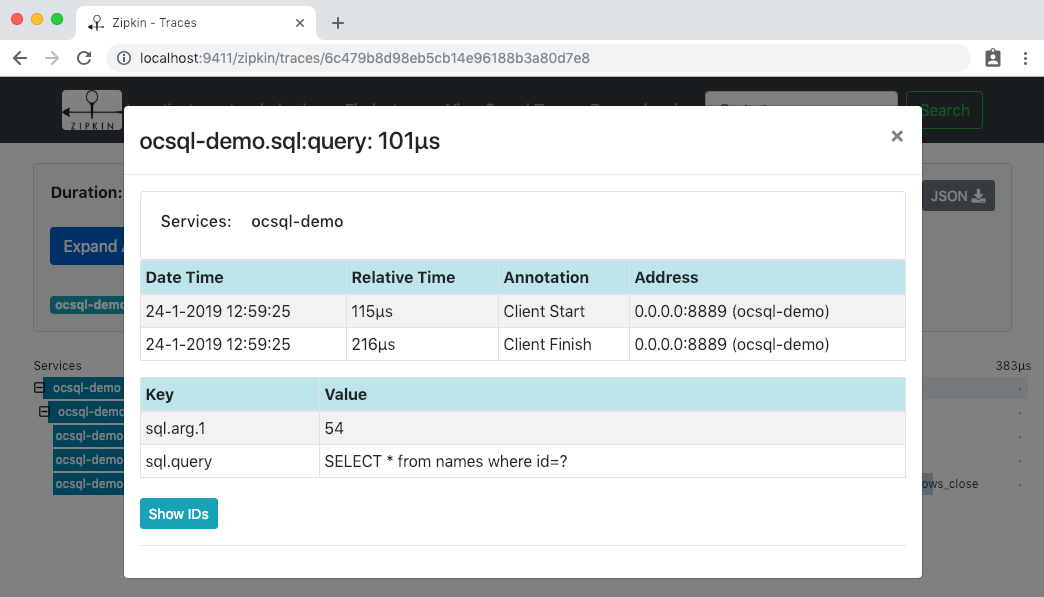 Zipkin - Traces
localhost:9411/zipkin/traces/6c479b8d98eb5cb14e96188b3a80d7e8
ZIPKIN
Search
ocsql-demo.sql:query: 101µs
×
Duration:
JSON
Services: ocsql-demo
Expand
Date Time Relative Time Annotation Address
24-1-2019 12:59:25 115µs Client Start 0.0.0.0:8889 (ocsql-demo)
ocsql-demo
24-1-2019 12:59:25 216µs Client Finish 0.0.0.0:8889 (ocsql-demo)
Services
383µs
Key Value
ocsql-demo
ocsql-demo
sql.arg.1 54
ocsql-demo
sql.query SELECT * from names where id=?
ocsql-demo
ocsql-demo
ows_close
Show IDs